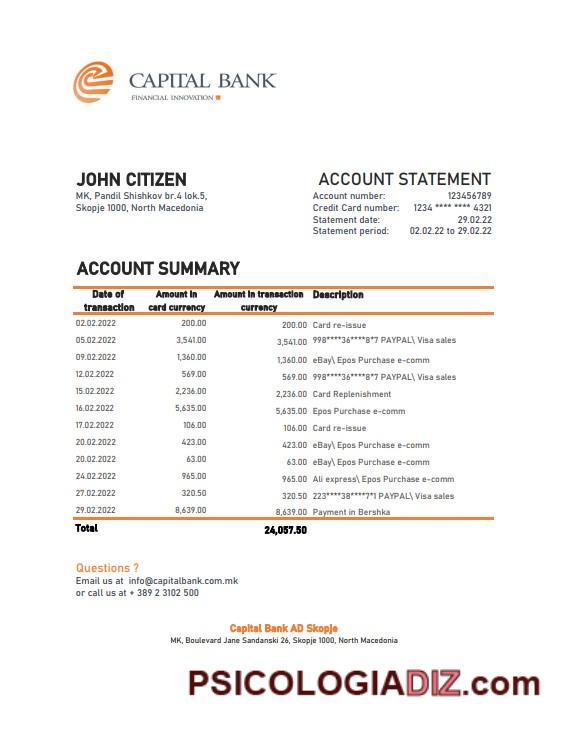 CAPITAL BANK
FINANCIAL INNOVATION
JOHN CITIZEN
MK, Pandil Shishkov br.4 lok.5,
Skopje 1000, North Macedonia
ACCOUNT STATEMENT
Account number: 123456789
Credit Card number: 1234 **** **** 4321
Statement date: 29.02.22
Statement period: 02.02.22 to 29.02.22
ACCOUNT SUMMARY
Date of transaction Amount in card currency Amount in transaction currency Description
02.02.2022 200.00 200.00 Card re-issue
05.02.2022 3,541.00 3,541.00 998****36****8*7 PAYPAL\ Visa sales
09.02.2022 1,360.00 1,360.00 eBay\ Epos Purchase e-comm
12.02.2022 569.00 569.00 998****36****8*7 PAYPAL\ Visa sales
15.02.2022 2,236.00 2,236.00 Card Replenishment
16.02.2022 5,635.00 5,635.00 Epos Purchase e-comm
17.02.2022 106.00 106.00 Card re-issue
20.02.2022 423.00 423.00 eBay\ Epos Purchase e-comm
20.02.2022 63.00 63.00 eBay\ Epos Purchase e-comm
24.02.2022 965.00 965.00 Ali express\ Epos Purchase e-comm
27.02.2022 320.50 320.50 223****38****7*1 PAYPAL\ Visa sales
29.02.2022 8,639.00 8,639.00 Payment in Bershka
Total 24,057.50
Questions ?
Email us at info@capitalbank.com.mk
or call us at + 389 2 3102 500
Capital Bank AD Skopje
MK, Boulevard Jane Sandanski 26, Skopje 1000, North Macedonia
PSICOLOGIADIZ.com